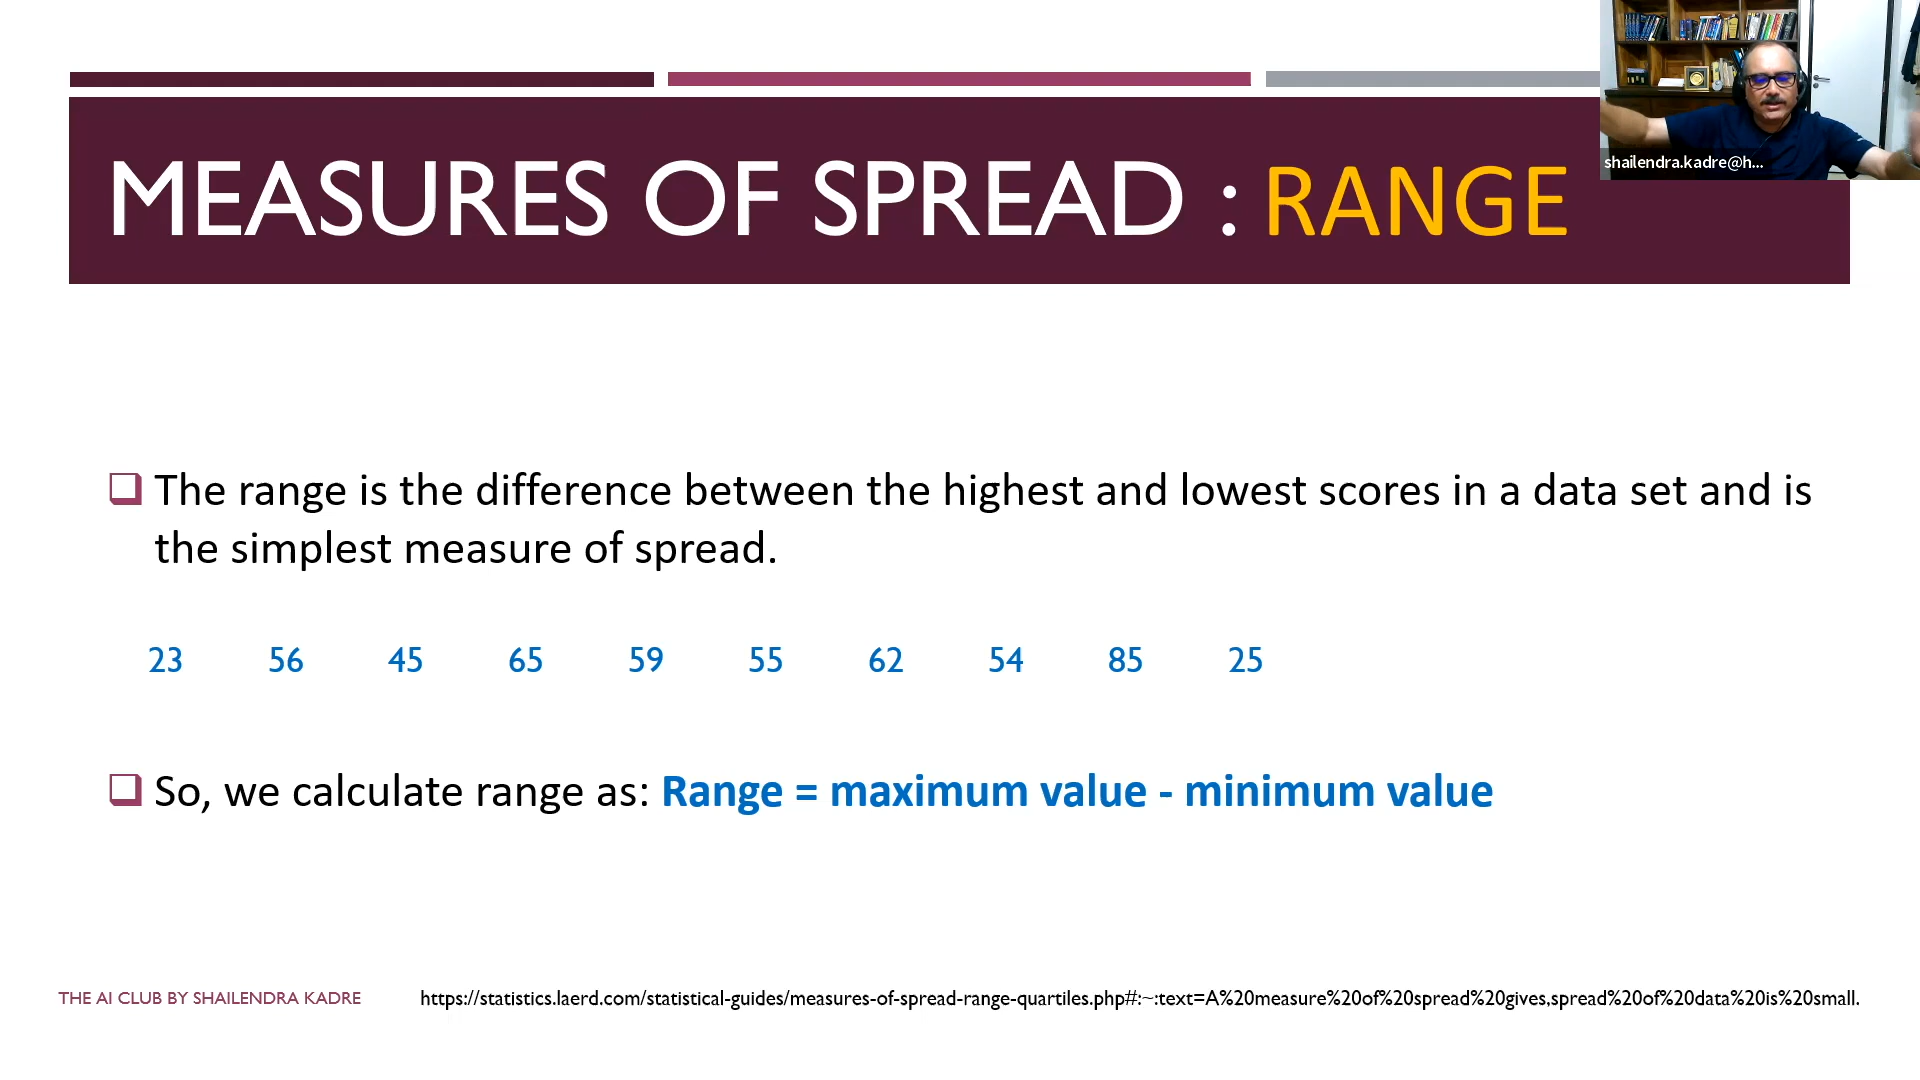 MEASURES OF SPREAD : RANGE
shailendra.kadre@h...
The range is the difference between the highest and lowest scores in a data set and is
the simplest measure of spread.
23 56 45 65 59 55 62 54 85 25
So, we calculate range as: Range = maximum value - minimum value
THE AI CLUB BY SHAILENDRA KADRE
https://statistics.laerd.com/statistical-guides/measures-of-spread-range-quartiles.php#:~:text=A%20measure%20of%20spread%20gives,spread%20of%20data%20is%20small.